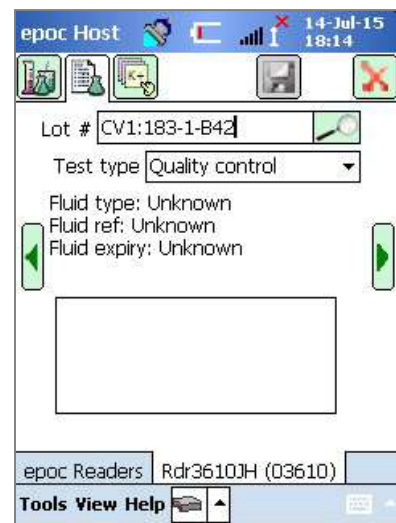 epoc Host 14-Jul-15
18:14
K+
Lot # CV1:183-1-B42
Test type Quality control
Fluid type: Unknown
Fluid ref: Unknown
Fluid expiry: Unknown
epoc Readers Rdr3610JH (03610)
Tools View Help